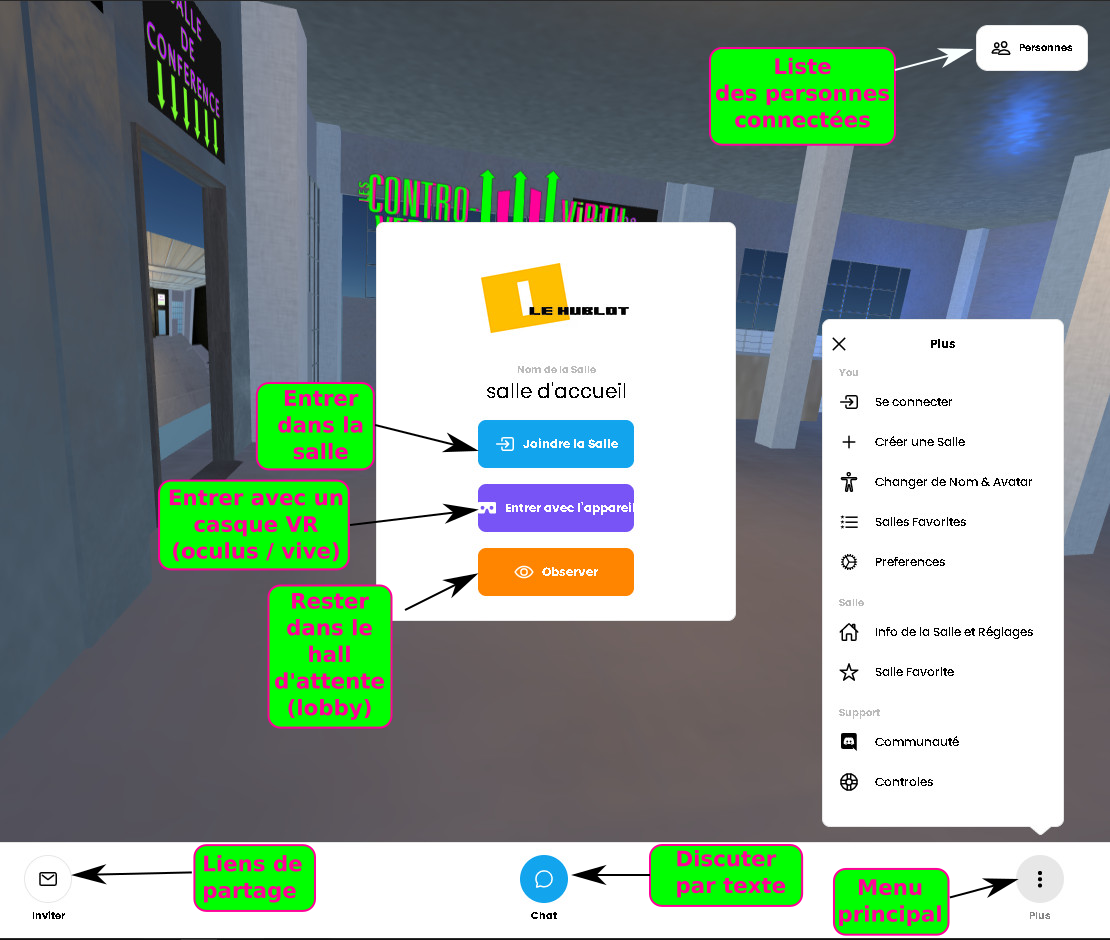 SALLE
DE
CONFERENCE
Personnes
Liste
des personnes
connectées
LES
CONTRO-
VIRTU
LE HUBLOT
Nom de la Salle
salle d'accueil
Entrer
dans la
salle
Joindre la Salle
Entrer avec un
casque VR
(oculus / vive)
Entrer avec l'appareil
Rester
dans le
hall
d'attente
(lobby)
Observer
Plus
You
Se connecter
Créer une Salle
Changer de Nom & Avatar
Salles Favorites
Preferences
Salle
Info de la Salle et Réglages
Salle Favorite
Support
Communauté
Controles
Inviter
Liens de
partage
Chat
Discuter
par texte
Menu
principal
Plus